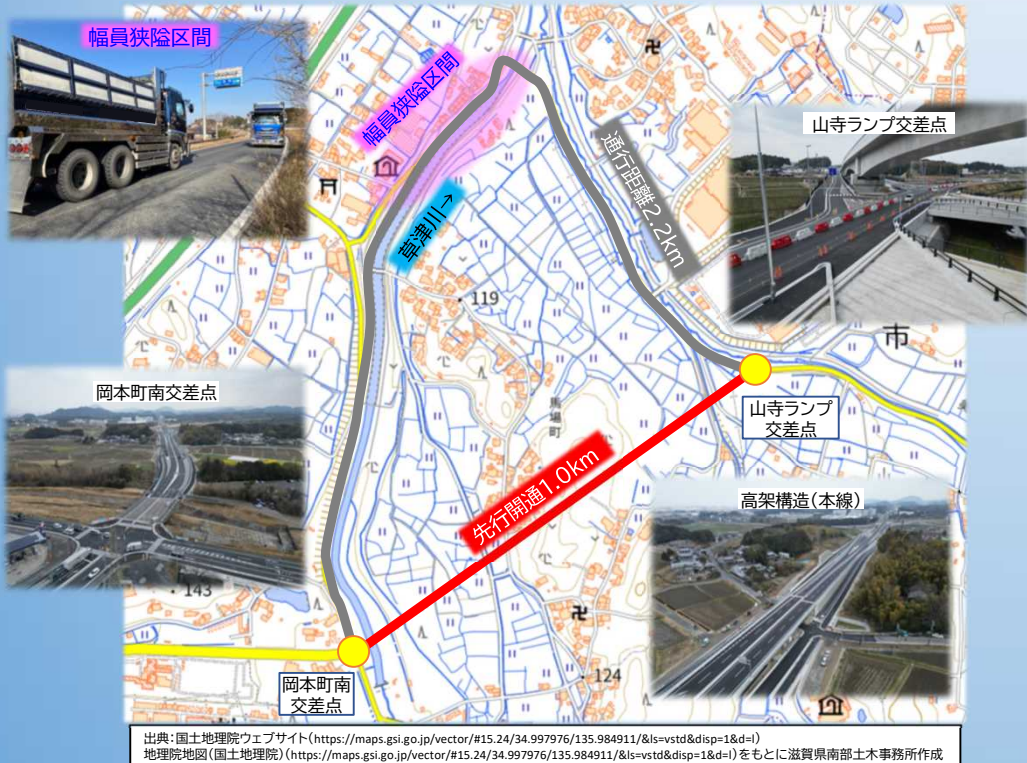 幅員狭隘区間
幅員狭隘区間
草津川→
通行距離2.2km
山寺ランプ交差点
119
市
岡本町南交差点
馬場町
山寺ランプ
交差点
先行開通1.0km
高架構造(本線)
143
岡本町南
交差点
124
出典:国土地理院ウェブサイト(https://maps.gsi.go.jp/vector/#15.24/34.997976/135.984911/&ls=vstd&disp=1&d=l)
地理院地図(国土地理院)(https://maps.gsi.go.jp/vector/#15.24/34.997976/135.984911/&ls=vstd&disp=1&d=l)をもとに滋賀県南部土木事務所作成